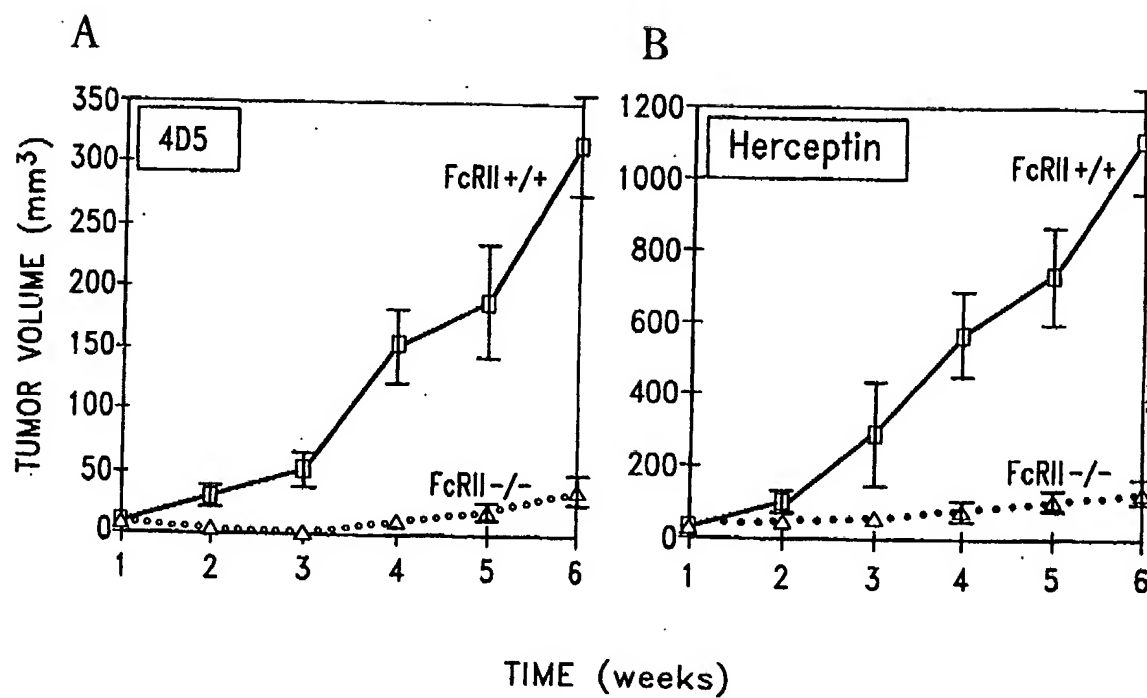 A
B
TUMOR VOLUME (mm³)
350
300
250
200
150
100
50
0
4D5
FcRII+/+
FcRII-/-
1 2 3 4 5 6
1200
1000
800
600
400
200
0
Herceptin
FcRII+/+
FcRII-/-
1 2 3 4 5 6
TIME (weeks)